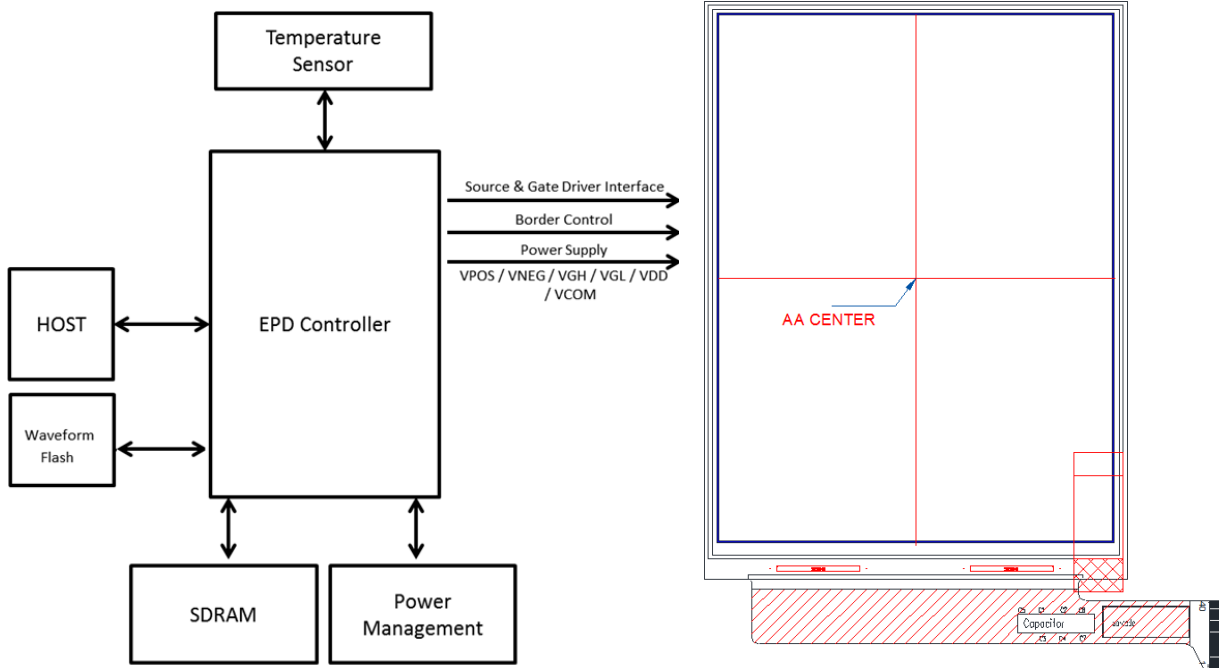 Temperature
Sensor
Source & Gate Driver Interface
Border Control
Power Supply
VPOS / VNEG / VGH / VGL / VDD
/ VCOM
HOST
EPD Controller
AA CENTER
Waveform
Flash
SDRAM
Power
Management
Capacitor